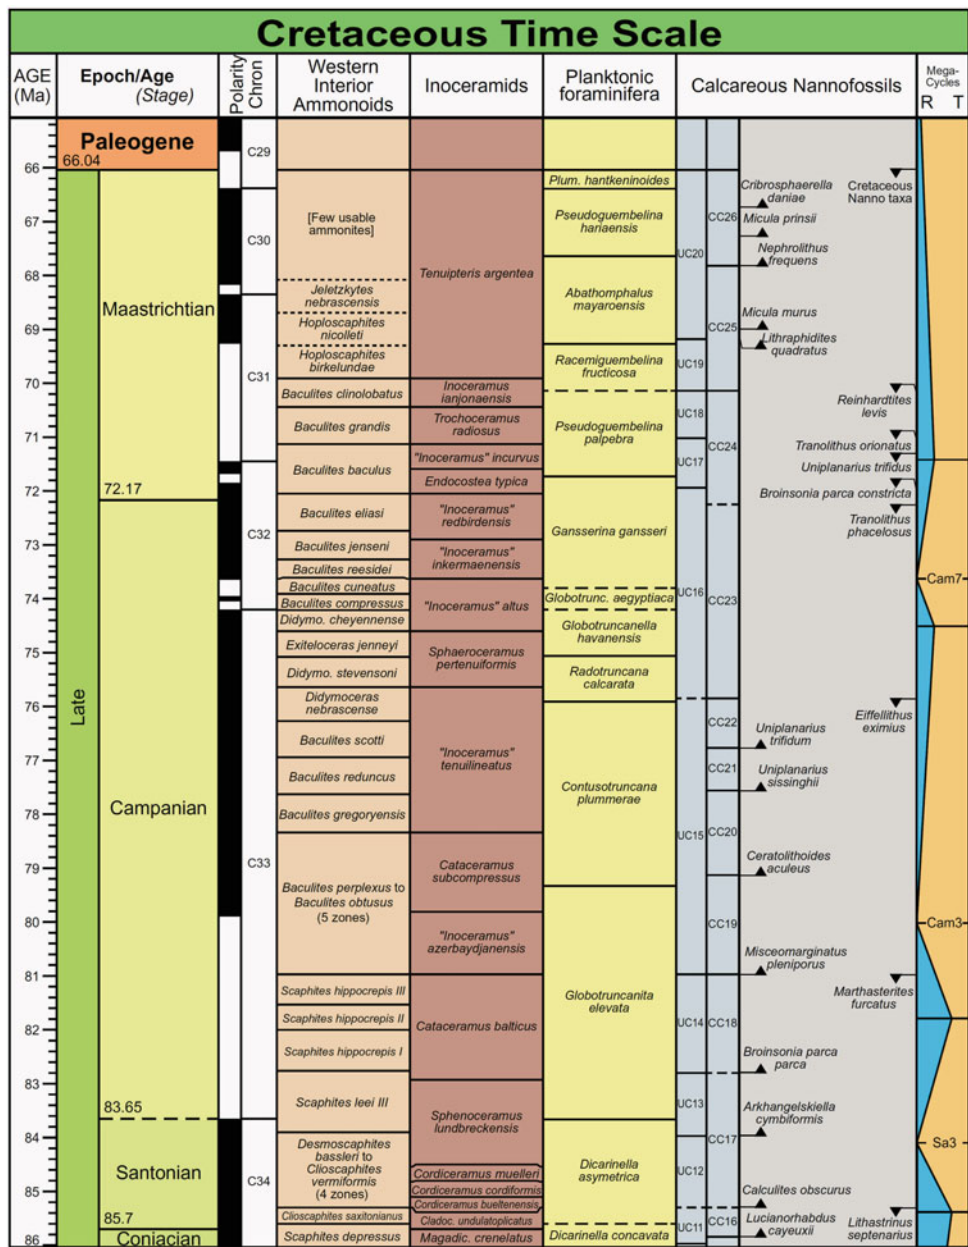 Cretaceous Time Scale
AGE
(Ma)
Epoch/Age
(Stage)
Polarity
Chron
Western
Interior
Ammonoids
Inoceramids
Planktonic
foraminifera
Calcareous Nannofossils
Mega-
Cycles
R T
66
67
68
69
70
71
72
73
74
75
76
77
78
79
80
81
82
83
84
85
86
Paleogene
66.04
Late
Maastrichtian
72.17
Campanian
83.65
Santonian
85.7
Coniacian
C29
C30
C31
C32
C33
C34
[Few usable
ammonites]
Jeletzkytes
nebrascensis
Hoploscaphites
nicolleti
Hoploscaphites
birkelundae
Baculites clinolobatus
Baculites grandis
Baculites baculus
Baculites eliasi
Baculites jenseni
Baculites reesidei
Baculites cuneatus
Baculites compressus
Didymo. cheyennense
Exiteloceras jenneyi
Didymo. stevensoni
Didymoceras
nebrascense
Baculites scotti
Baculites reduncus
Baculites gregoryensis
Baculites perplexus to
Baculites obtusus
(5 zones)
Scaphites hippocrepis III
Scaphites hippocrepis II
Scaphites hippocrepis I
Scaphites leei III
Desmoscaphites
bassleri to
Clioscaphites
vermiformis
(4 zones)
Clioscaphites saxitonianus
Scaphites depressus
Tenuipteris argentea
Inoceramus
ianjonaensis
Trochoceramus
radiosus
"Inoceramus" incurvus
Endocostea typica
"Inoceramus"
redbirdensis
"Inoceramus"
inkermaenensis
"Inoceramus" altus
Sphaeroceramus
pertenuiformis
"Inoceramus"
tenuilineatus
Cataceramus
subcompressus
"Inoceramus"
azerbaydjanensis
Cataceramus balticus
Sphenoceramus
lundbreckensis
Cordiceramus muelleri
Cordiceramus cordiformis
Cordiceramus bueltenensis
Cladoc. undulatoplicatus
Magadic. crenelatus
Plum. hantkeninoides
Pseudoguembelina
hariaensis
Abathomphalus
mayaroensis
Racemiguembelina
fructicosa
Pseudoguembelina
palpebra
Gansserina gansseri
Globotrunc. aegyptiaca
Globotruncanella
havanensis
Radotruncana
calcarata
Contusotruncana
plummerae
Globotruncanita
elevata
Dicarinella
asymetrica
Dicarinella concavata
UC20
UC19
UC18
UC17
UC16
UC15
UC14
UC13
UC12
UC11
CC26
CC25
CC24
CC23
CC22
CC21
CC20
CC19
CC18
CC17
CC16
Cribrosphaerella
daniae
Micula prinsii
Nephrolithus
frequens
Micula murus
Lithraphidites
quadratus
Uniplanarius
trifidum
Uniplanarius
sissinghii
Ceratolithoides
aculeus
Misceomarginatus
pleniporus
Broinsonia parca
parca
Arkhangelskiella
cymbiformis
Calculites obscurus
Lucianorhabdus
cayeuxii
Cretaceous
Nanno taxa
Reinhardtites
levis
Tranolithus orionatus
Uniplanarius trifidus
Broinsonia parca constricta
Tranolithus
phacelosus
Eiffellithus
eximius
Marthasterites
furcatus
Lithastrinus
septenarius
Cam7
Cam3
Sa3